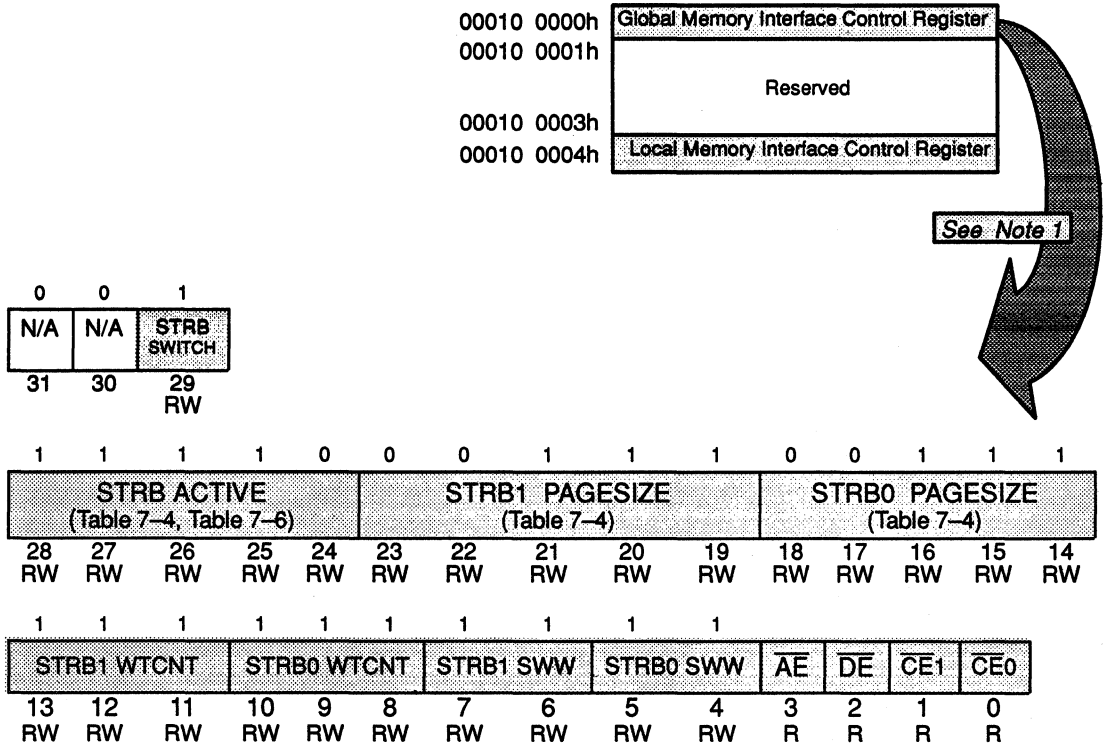 00010 0000h Global Memory Interface Control Register
00010 0001h
Reserved
00010 0003h
00010 0004h Local Memory Interface Control Register
See Note 1
0 0 1
N/A N/A STRB SWITCH
31 30 29
RW
1 1 1 1 0 0 0 1 1 1 0 0 1 1 1
STRB ACTIVE STRB1 PAGESIZE STRB0 PAGESIZE
(Table 7–4, Table 7–6) (Table 7–4) (Table 7–4)
28 27 26 25 24 23 22 21 20 19 18 17 16 15 14
RW RW RW RW RW RW RW RW RW RW RW RW RW RW RW
1 1 1 1 1 1 1 1 1 1
STRB1 WTCNT STRB0 WTCNT STRB1 SWW STRB0 SWW A̅E̅ D̅E̅ C̅E̅1 C̅E̅0
13 12 11 10 9 8 7 6 5 4 3 2 1 0
RW RW RW RW RW RW RW RW RW RW R R R R